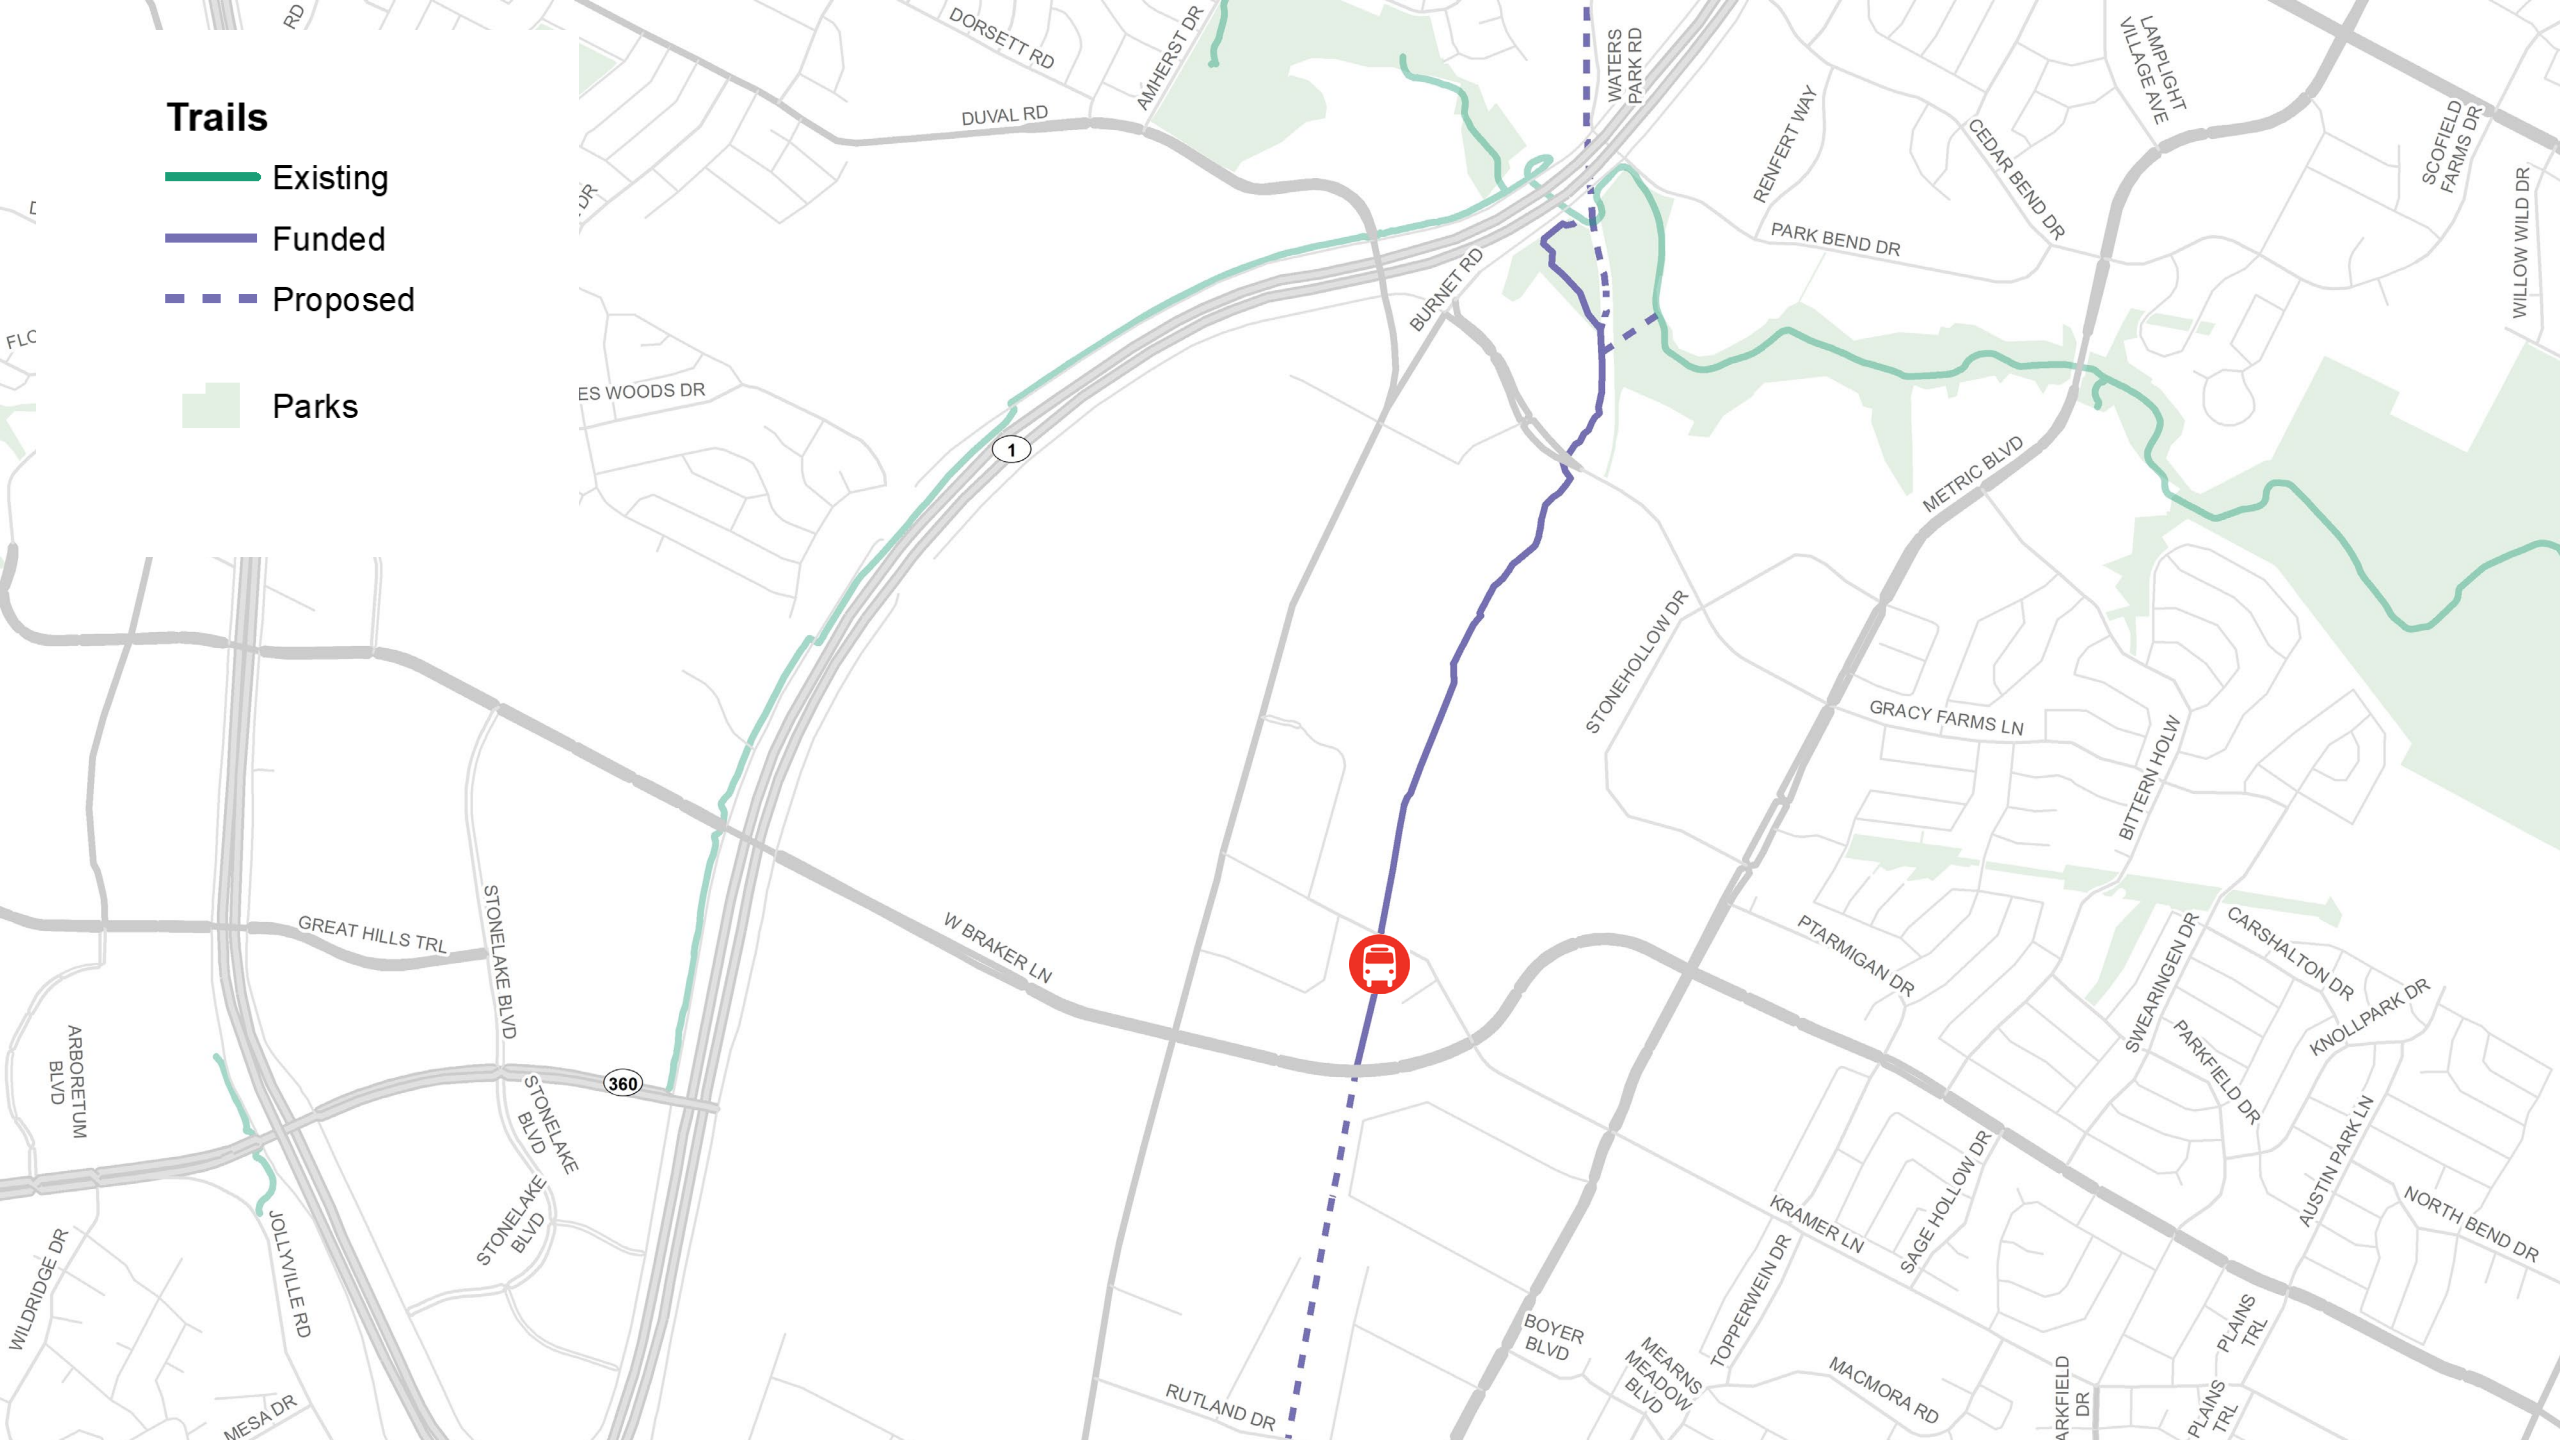 RD
DORSETT RD
AMHERST DR
DUVAL RD
WATERS
PARK RD
RENFERT WAY
CEDAR BEND DR
LAMPLIGHT
VILLAGE AVE
SCOFIELD
FARMS DR
WILLOW WILD DR
PARK BEND DR
Trails
Existing
Funded
Proposed
Parks
DR
FLC
ES WOODS DR
BURNET RD
1
METRIC BLVD
STONEHOLLOW DR
GRACY FARMS LN
BITTERN HOLW
GREAT HILLS TRL
STONELAKE BLVD
W BRAKER LN
PTARMIGAN DR
SWEARINGEN DR
CARSHALTON DR
KNOLLPARK DR
PARKFIELD DR
AUSTIN PARK LN
NORTH BEND DR
ARBORETUM
BLVD
360
STONELAKE
BLVD
STONELAKE
BLVD
JOLLYVILLE RD
WILDRIDGE DR
MESA DR
KRAMER LN
SAGE HOLLOW DR
TOPPERWEIN DR
BOYER
BLVD
MEARNS
MEADOW
BLVD
MACMORA RD
RUTLAND DR
PLAINS
TRL
PLAINS
TRL
ARKFIELD
DR